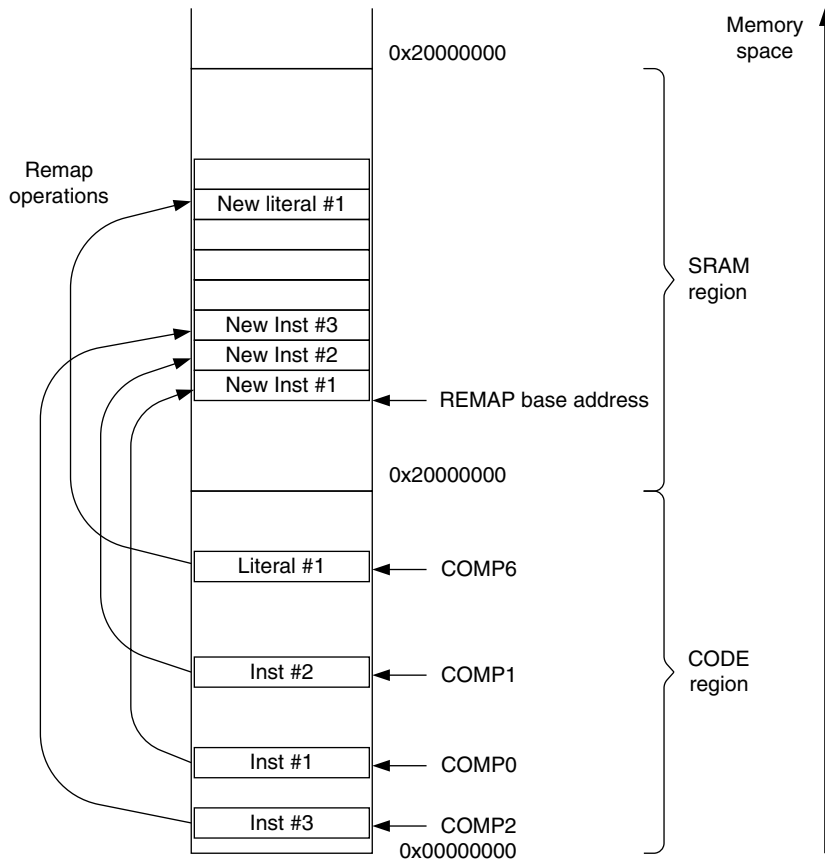 Memory
space
0x20000000
Remap
operations
New literal #1
SRAM
region
New Inst #3
New Inst #2
New Inst #1
REMAP base address
0x20000000
Literal #1
COMP6
Inst #2
COMP1
CODE
region
Inst #1
COMP0
Inst #3
COMP2
0x00000000